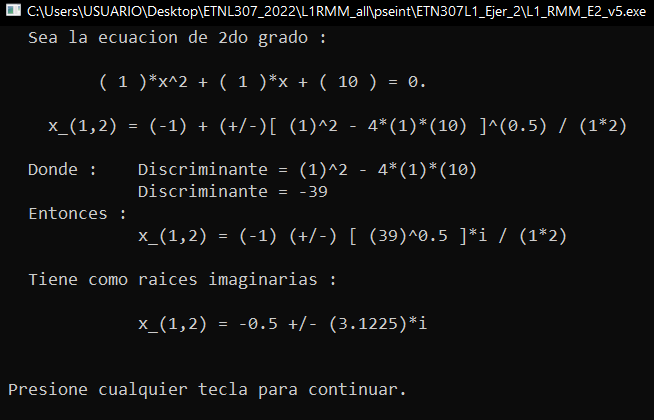 C:\Users\USUARIO\Desktop\ETNL307_2022\L1RMM_all\pseint\ETN307L1_Ejer_2\L1_RMM_E2_v5.exe
Sea la ecuacion de 2do grado :
( 1 )*x^2 + ( 1 )*x + ( 10 ) = 0.
x_(1,2) = (-1) + (+/-)[ (1)^2 - 4*(1)*(10) ]^(0.5) / (1*2)
Donde : Discriminante = (1)^2 - 4*(1)*(10)
Discriminante = -39
Entonces :
x_(1,2) = (-1) (+/-) [ (39)^0.5 ]*i / (1*2)
Tiene como raices imaginarias :
x_(1,2) = -0.5 +/- (3.1225)*i
Presione cualquier tecla para continuar.